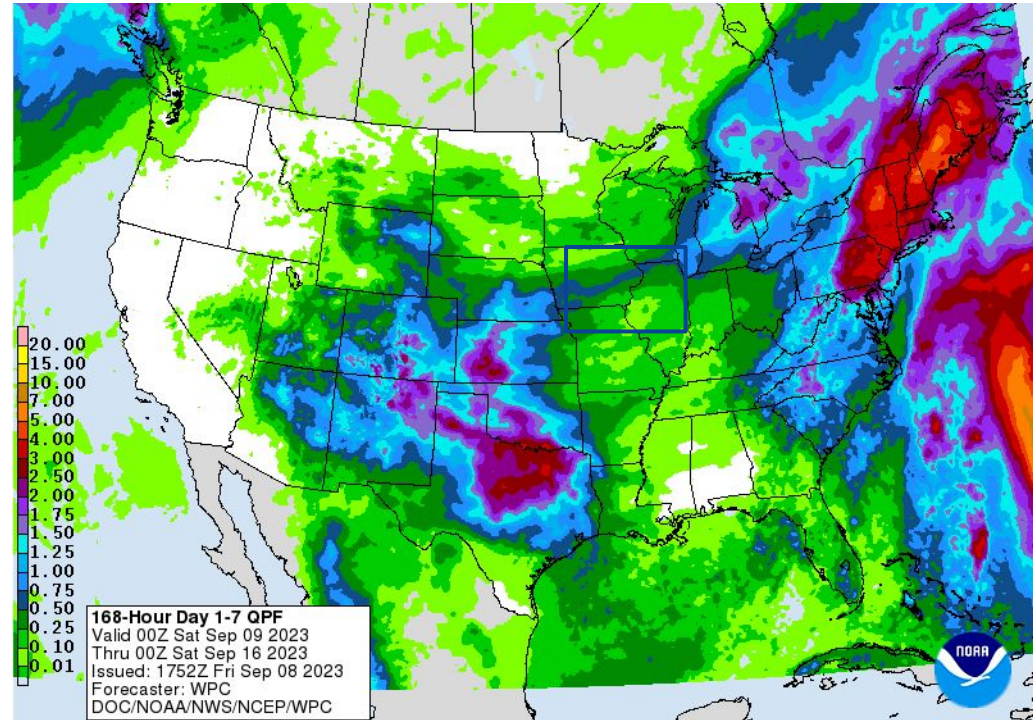 20.00
15.00
10.00
7.00
5.00
4.00
3.00
2.50
2.00
1.75
1.50
1.25
1.00
0.75
0.50
0.25
0.10
0.01
168-Hour Day 1-7 QPF
Valid 00Z Sat Sep 09 2023
Thru 00Z Sat Sep 16 2023
Issued: 1752Z Fri Sep 08 2023
Forecaster: WPC
DOC/NOAA/NWS/NCEP/WPC
NOAA